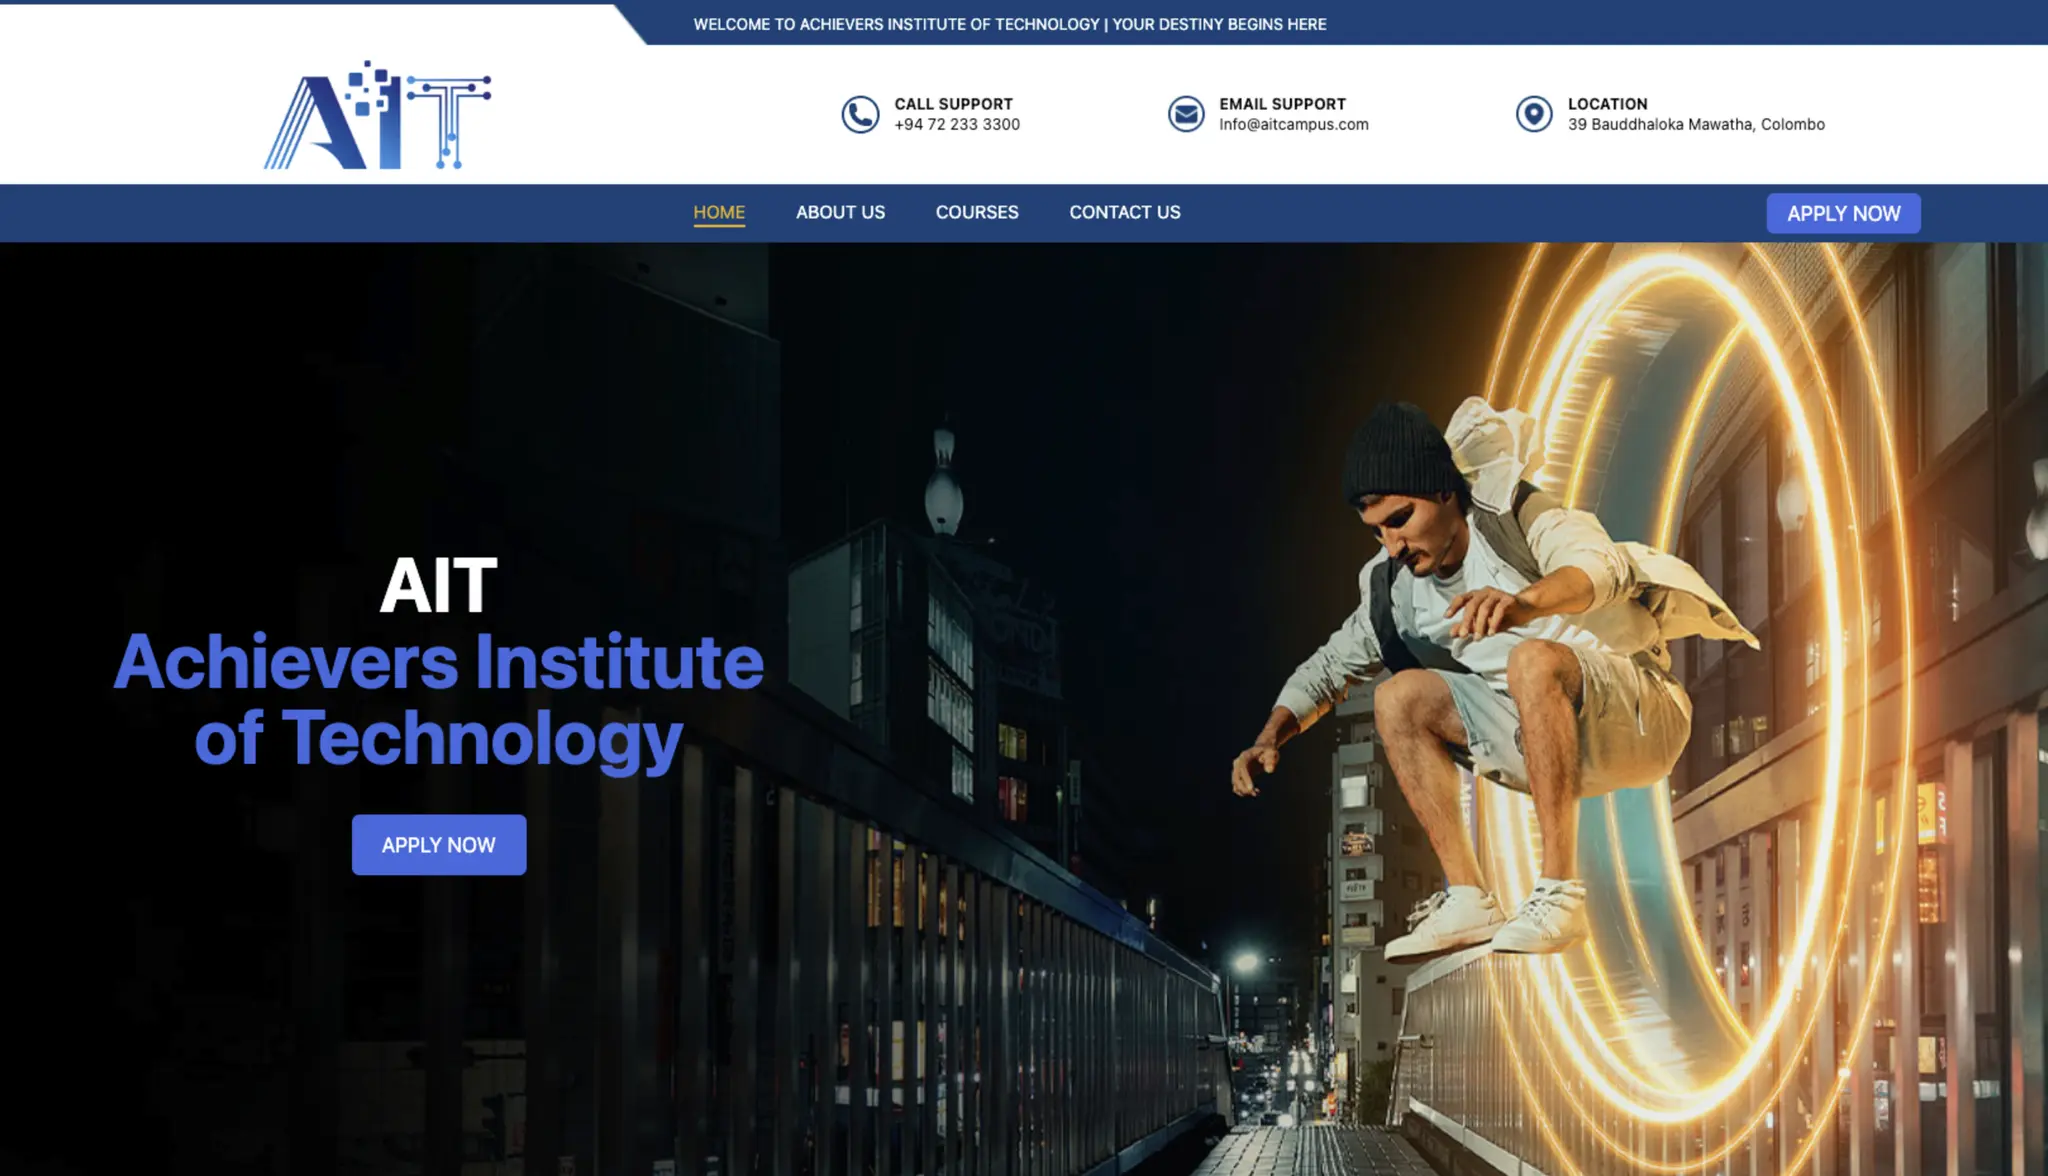 WELCOME TO ACHIEVERS INSTITUTE OF TECHNOLOGY | YOUR DESTINY BEGINS HERE
AIT
CALL SUPPORT
+94 72 233 3300
EMAIL SUPPORT
Info@aitcampus.com
LOCATION
39 Bauddhaloka Mawatha, Colombo
HOME ABOUT US COURSES CONTACT US APPLY NOW
AIT
Achievers Institute
of Technology
APPLY NOW